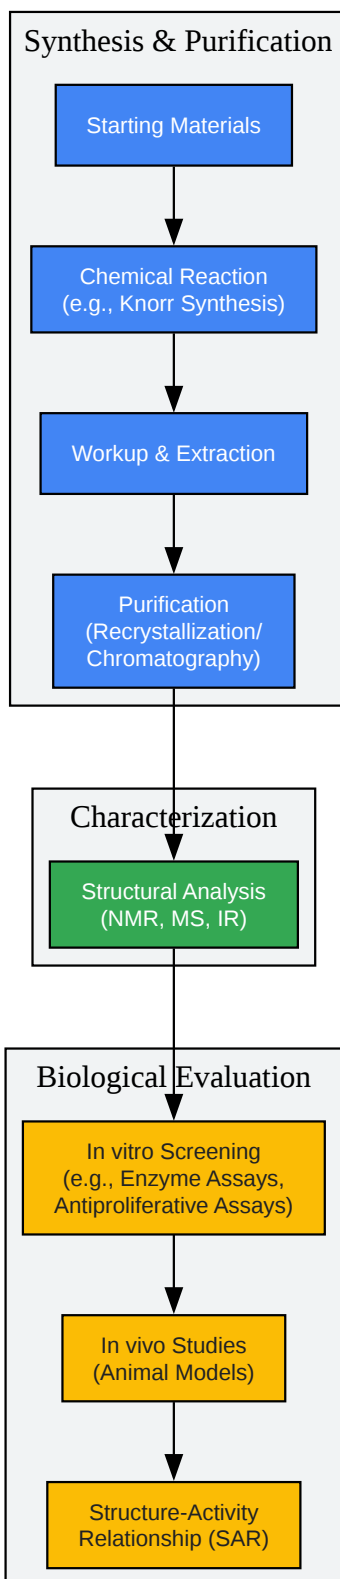 Synthesis & Purification
Starting Materials
Chemical Reaction
(e.g., Knorr Synthesis)
Workup & Extraction
Purification
(Recrystallization/
Chromatography)
Characterization
Structural Analysis
(NMR, MS, IR)
Biological Evaluation
In vitro Screening
(e.g., Enzyme Assays,
Antiproliferative Assays)
In vivo Studies
(Animal Models)
Structure-Activity
Relationship (SAR)